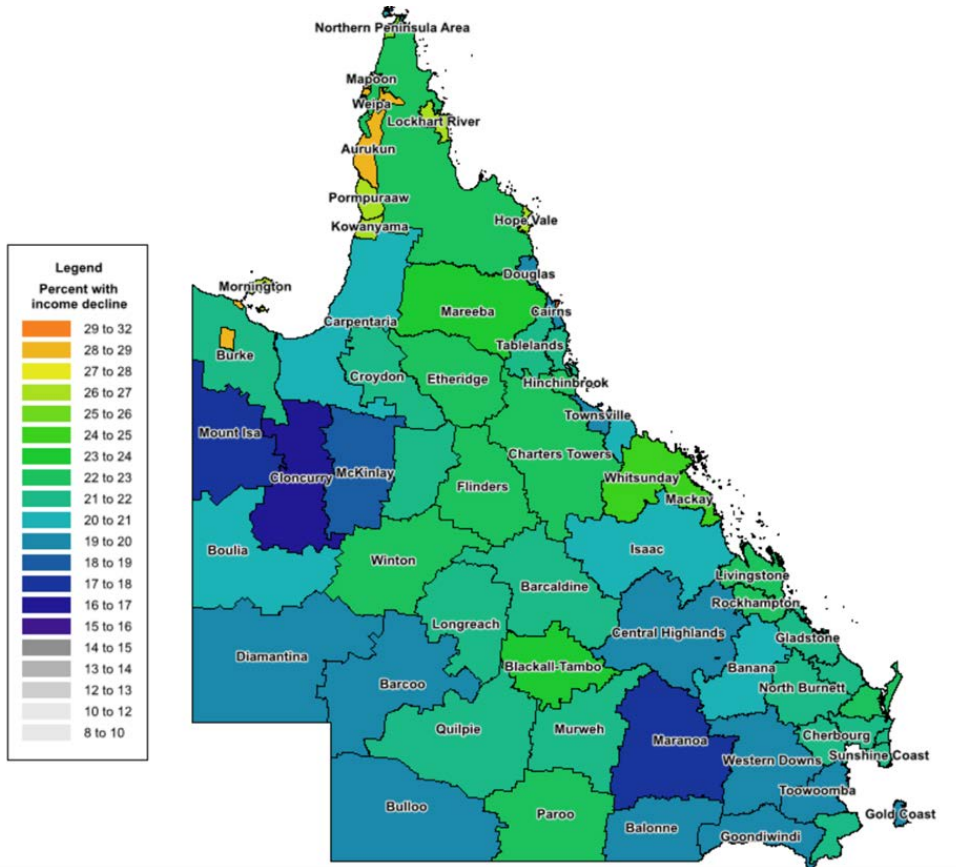 Northern Peninsula Area
Mapoon
Weipa
Lockhart River
Aurukun
Pormpuraaw
Kowanyama
Hope Vale
Douglas
Mornington
Mareeba
Cairns
Carpentaria
Tablelands
Burke
Croydon
Etheridge
Hinchinbrook
Townsville
Mount Isa
Charters Towers
Cloncurry
McKinlay
Flinders
Whitsunday
Mackay
Boulia
Winton
Isaac
Barcaldine
Livingstone
Rockhampton
Longreach
Central Highlands
Gladstone
Diamantina
Blackall-Tambo
Banana
Barcoo
North Burnett
Quilpie
Murweh
Maranoa
Cherbourg
Sunshine Coast
Western Downs
Toowoomba
Bulloo
Paroo
Balonne
Gold Coast
Goondiwindi
Legend
Percent with
income decline
29 to 32
28 to 29
27 to 28
26 to 27
25 to 26
24 to 25
23 to 24
22 to 23
21 to 22
20 to 21
19 to 20
18 to 19
17 to 18
16 to 17
15 to 16
14 to 15
13 to 14
12 to 13
10 to 12
8 to 10